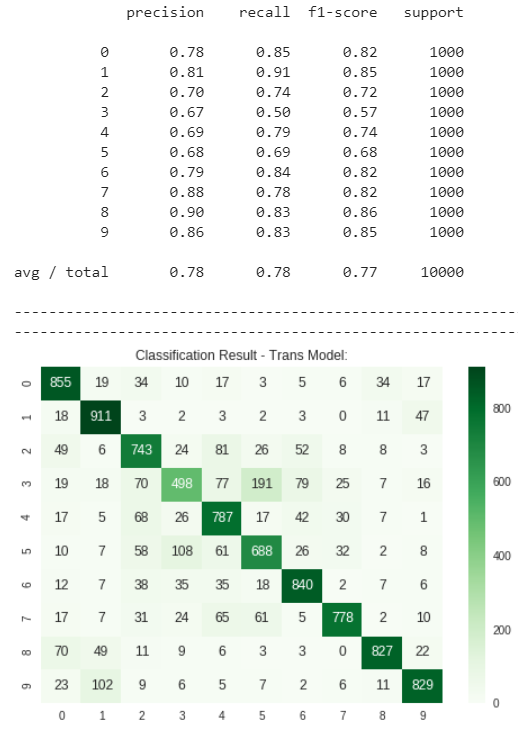 precision recall f1-score support
0 0.78 0.85 0.82 1000
1 0.81 0.91 0.85 1000
2 0.70 0.74 0.72 1000
3 0.67 0.50 0.57 1000
4 0.69 0.79 0.74 1000
5 0.68 0.69 0.68 1000
6 0.79 0.84 0.82 1000
7 0.88 0.78 0.82 1000
8 0.90 0.83 0.86 1000
9 0.86 0.83 0.85 1000
avg / total 0.78 0.78 0.77 10000
----------------------------------------------------------
----------------------------------------------------------
Classification Result - Trans Model:
0 855 19 34 10 17 3 5 6 34 17
1 18 911 3 2 3 2 3 0 11 47
800
2 49 6 743 24 81 26 52 8 8 3
3 19 18 70 498 77 191 79 25 7 16
600
4 17 5 68 26 787 17 42 30 7 1
5 10 7 58 108 61 688 26 32 2 8
400
6 12 7 38 35 35 18 840 2 7 6
7 17 7 31 24 65 61 5 778 2 10
200
8 70 49 11 9 6 3 3 0 827 22
9 23 102 9 6 5 7 2 6 11 829
0
0 1 2 3 4 5 6 7 8 9